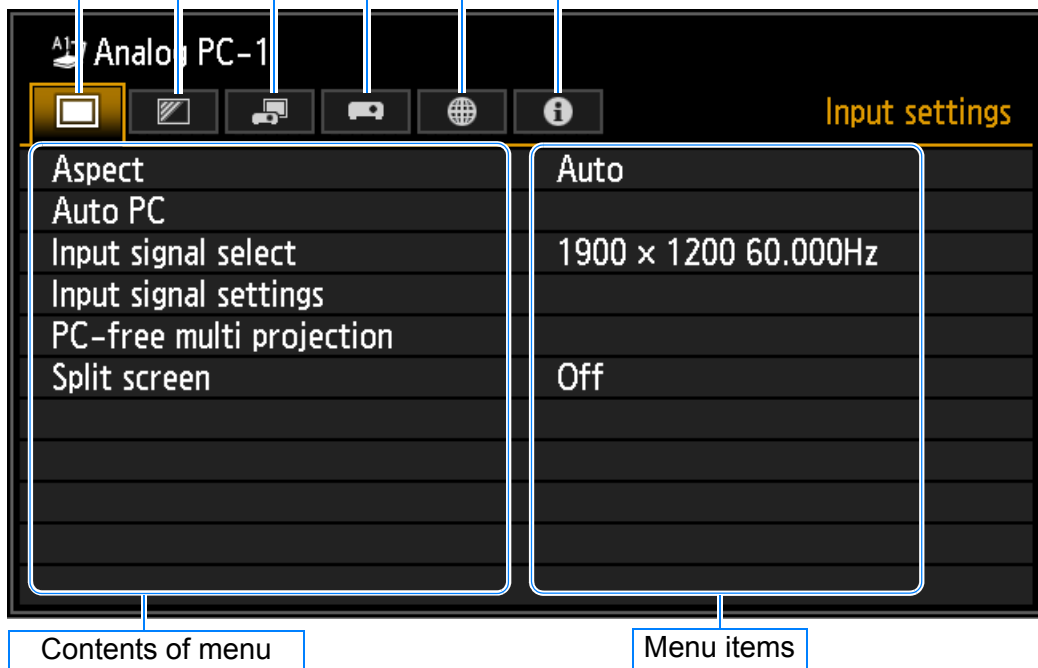 A1 Analog PC-1
Input settings
Aspect Auto
Auto PC
Input signal select 1900 × 1200 60.000Hz
Input signal settings
PC-free multi projection
Split screen Off
Contents of menu
Menu items